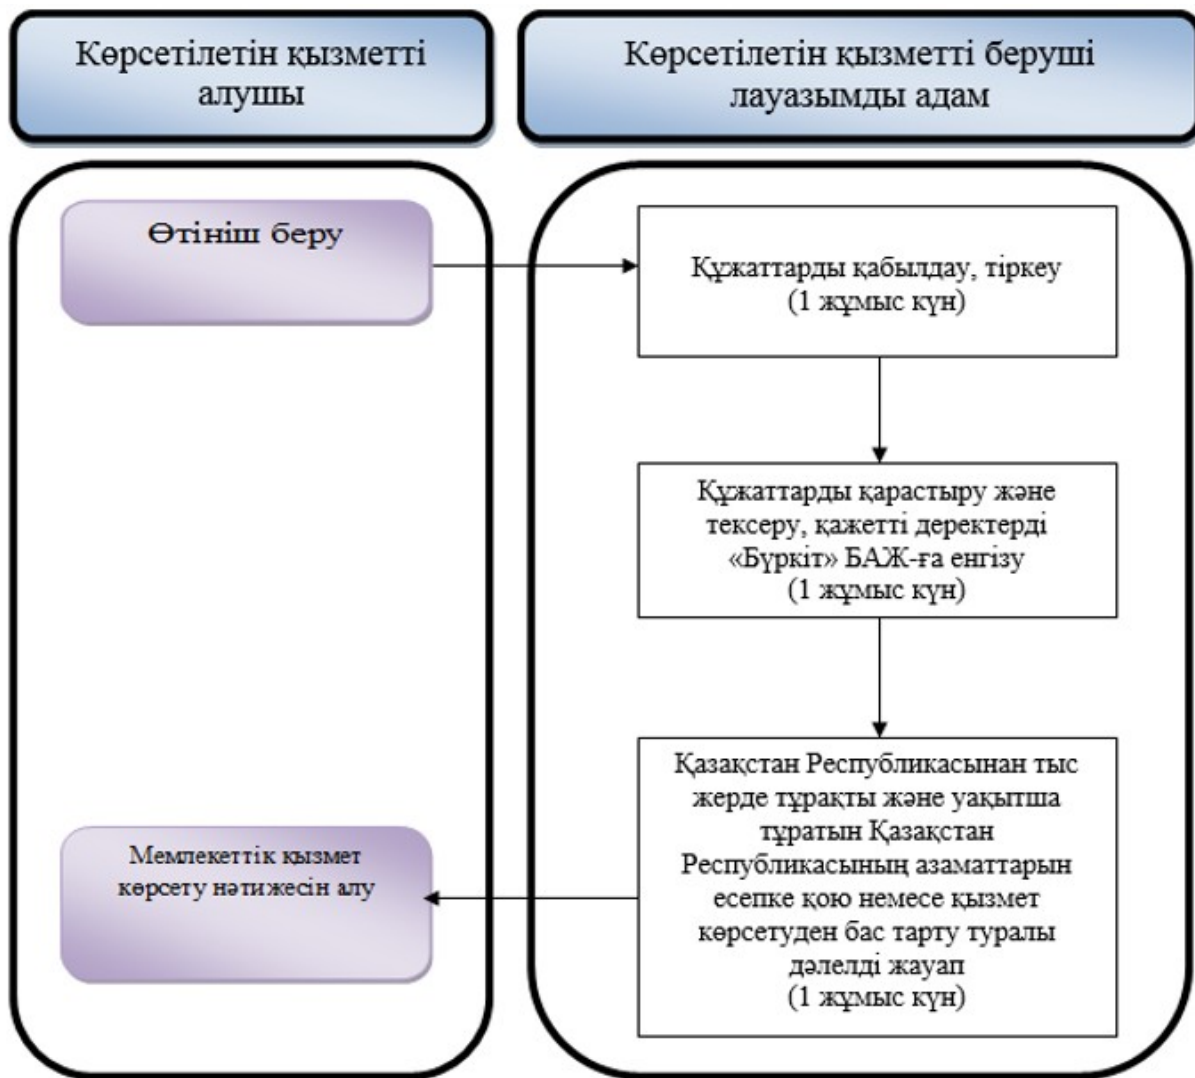 Көрсетілетін қызметті
алушы
Көрсетілетін қызметті беруші
лауазымды адам
Өтініш беру
Құжаттарды қабылдау, тіркеу
(1 жұмыс күн)
Құжаттарды қарастыру және
тексеру, қажетті деректерді
«Бүркіт» БАЖ-ға енгізу
(1 жұмыс күн)
Қазақстан Республикасынан тыс
жерде тұрақты және уақытша
тұратын Қазақстан
Республикасының азаматтарын
есепке қою немесе қызмет
көрсетуден бас тарту туралы
дәлелді жауап
(1 жұмыс күн)
Мемлекеттік қызмет
көрсету нәтижесін алу